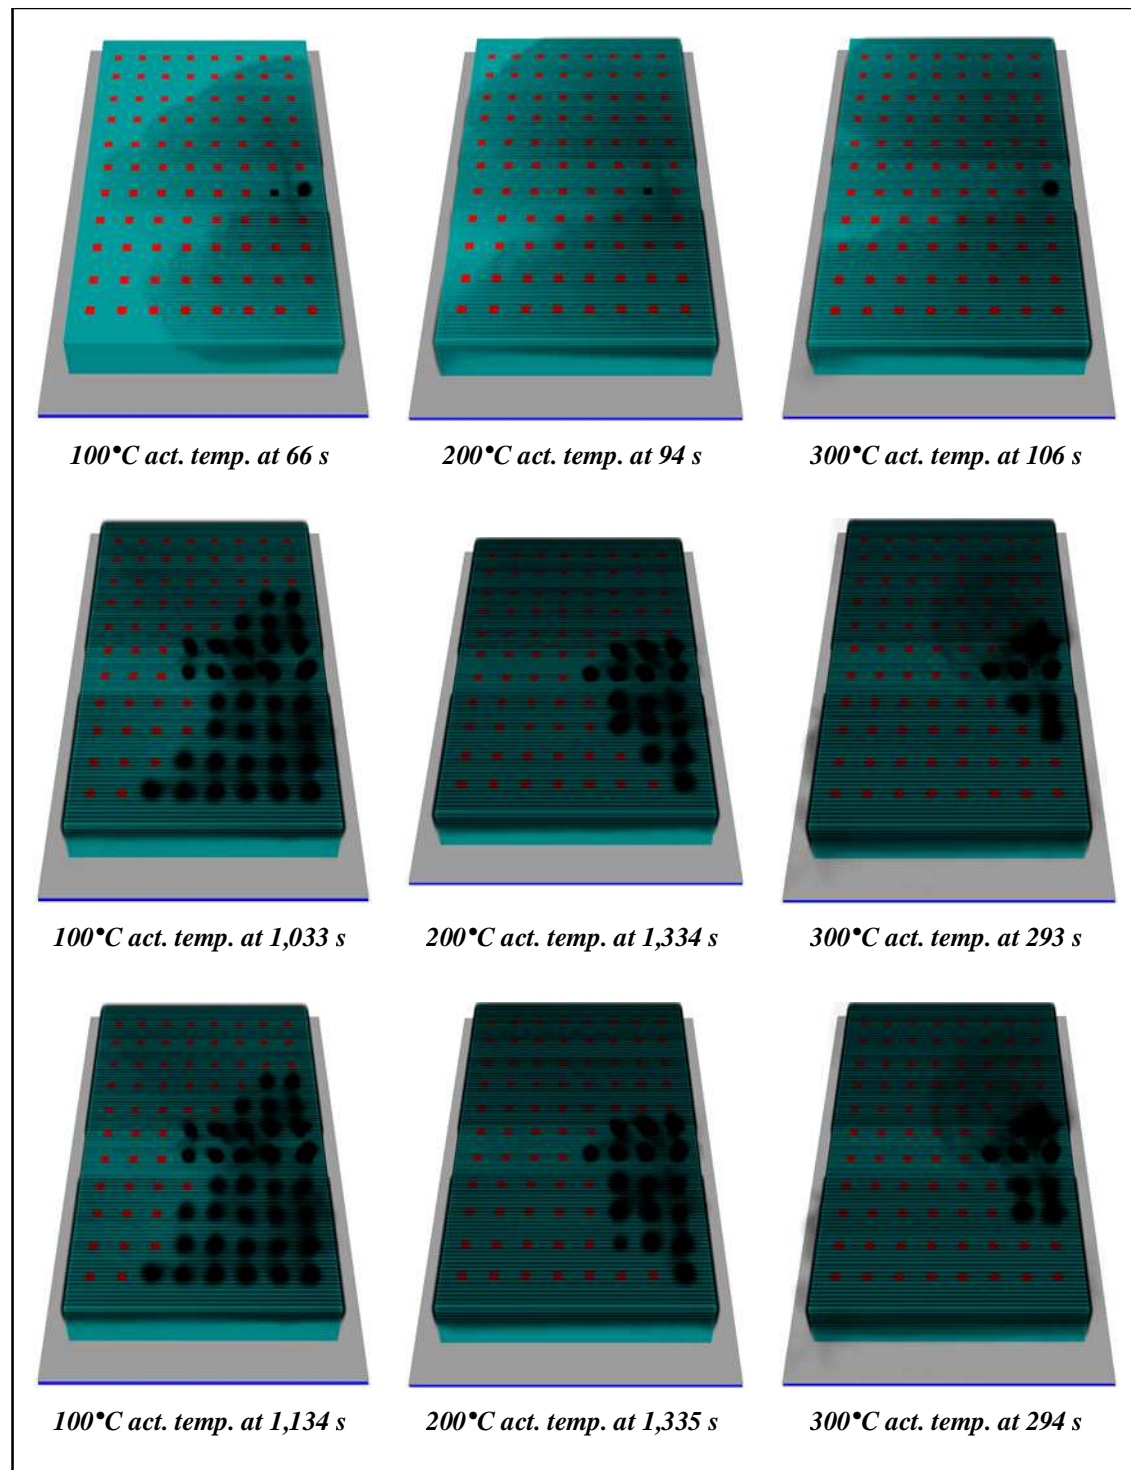 100°C act. temp. at 66 s
200°C act. temp. at 94 s
300°C act. temp. at 106 s
100°C act. temp. at 1,033 s
200°C act. temp. at 1,334 s
300°C act. temp. at 293 s
100°C act. temp. at 1,134 s
200°C act. temp. at 1,335 s
300°C act. temp. at 294 s